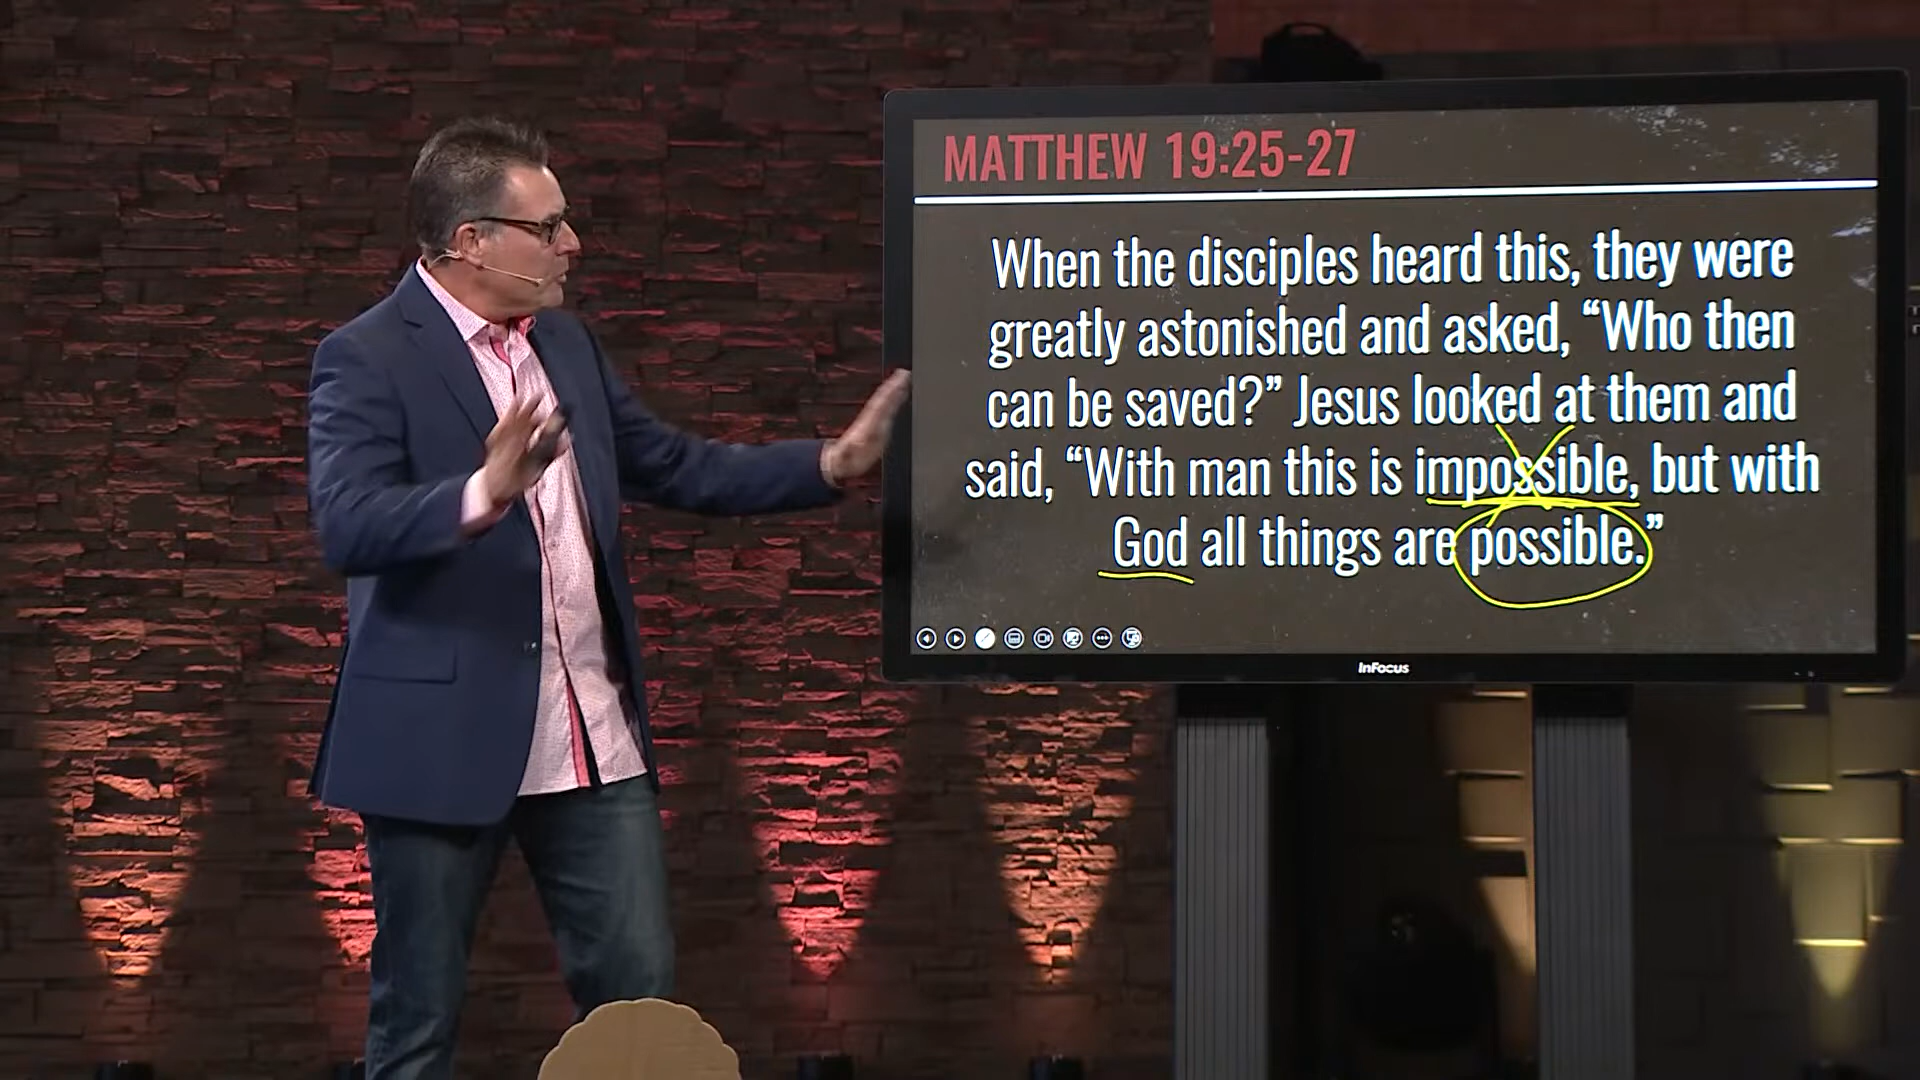 MATTHEW 19:25-27
When the disciples heard this, they were
greatly astonished and asked, “Who then
can be saved?” Jesus looked at them and
said, “With man this is impossible, but with
God all things are possible.”
InFocus